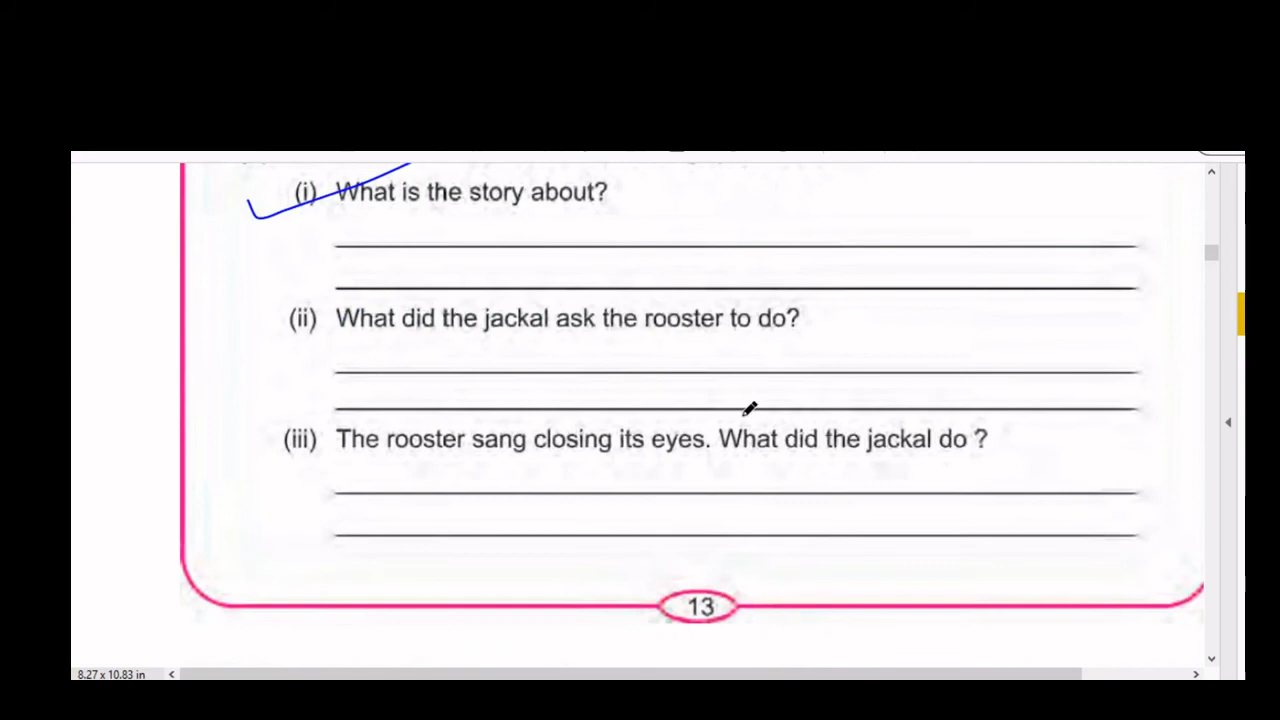 (i) What is the story about?
(ii) What did the jackal ask the rooster to do?
(iii) The rooster sang closing its eyes. What did the jackal do ?
13
8.27 x 10.83 in